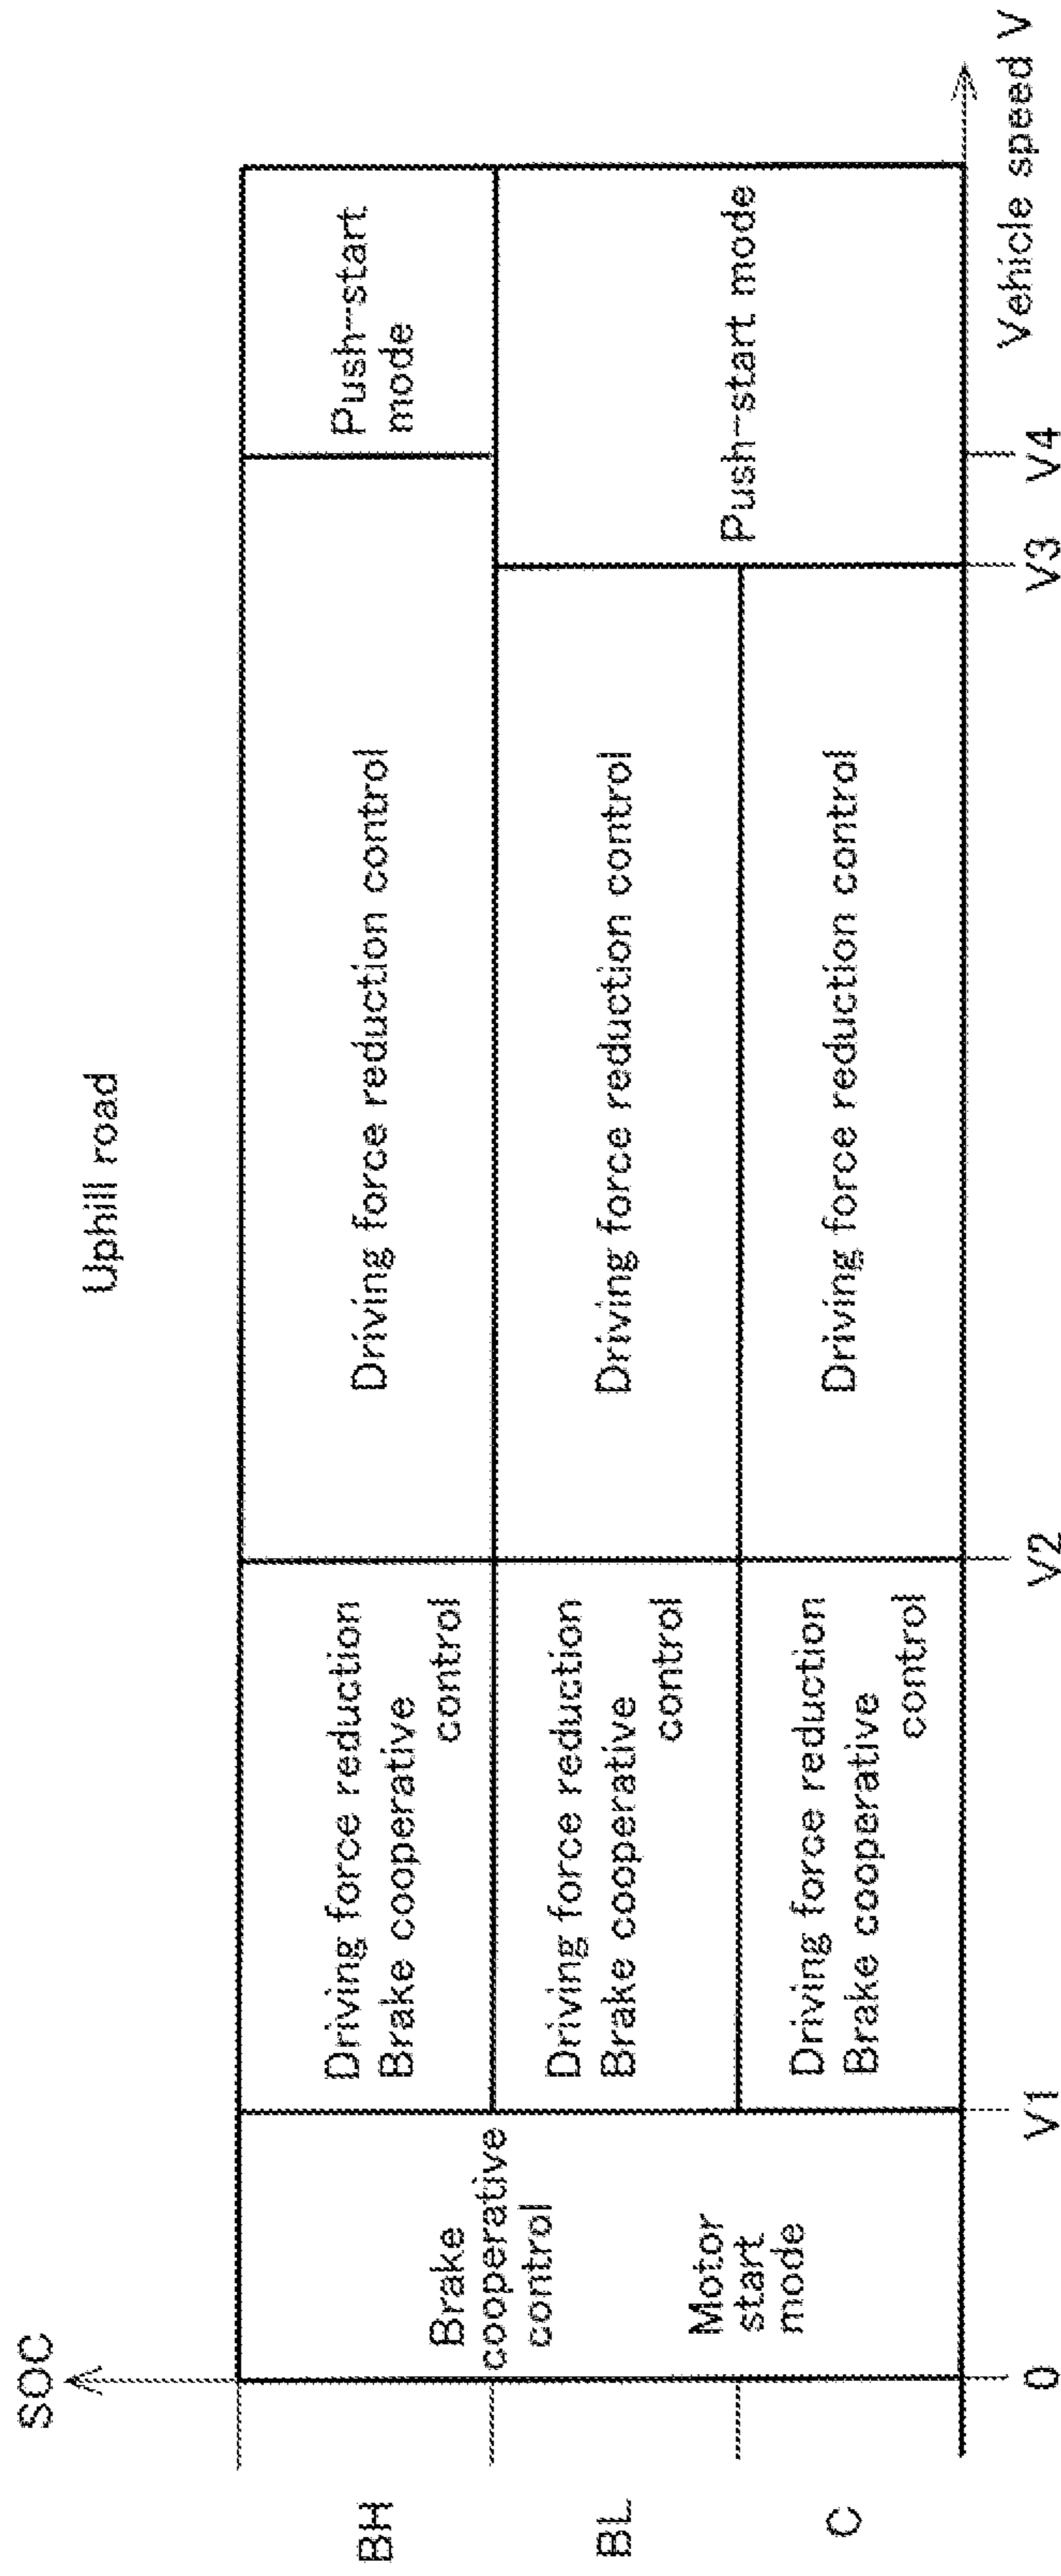 Uphill road
SOC
BH
BL
C
Brake
cooperative
control
Motor
start
mode
Driving force reduction
Brake cooperative
control
Driving force reduction control
Push-start
mode
Driving force reduction
Brake cooperative
control
Driving force reduction control
Push-start mode
Driving force reduction
Brake cooperative
control
Driving force reduction control
0
V1
V2
V3
V4
Vehicle speed V